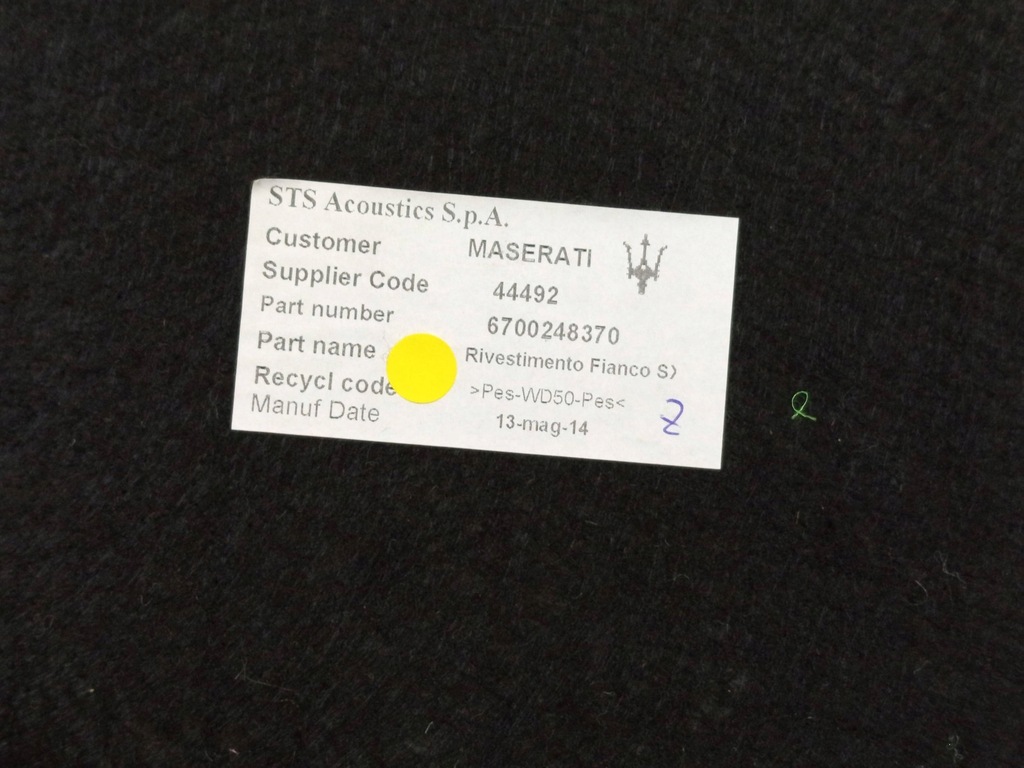 STS Acoustics S.p.A.
Customer MASERATI
Supplier Code 44492
Part number 6700248370
Part name Rivestimento Fianco SX
Recycl code >Pes-WD50-Pes<
Manuf Date 13-mag-14
Z